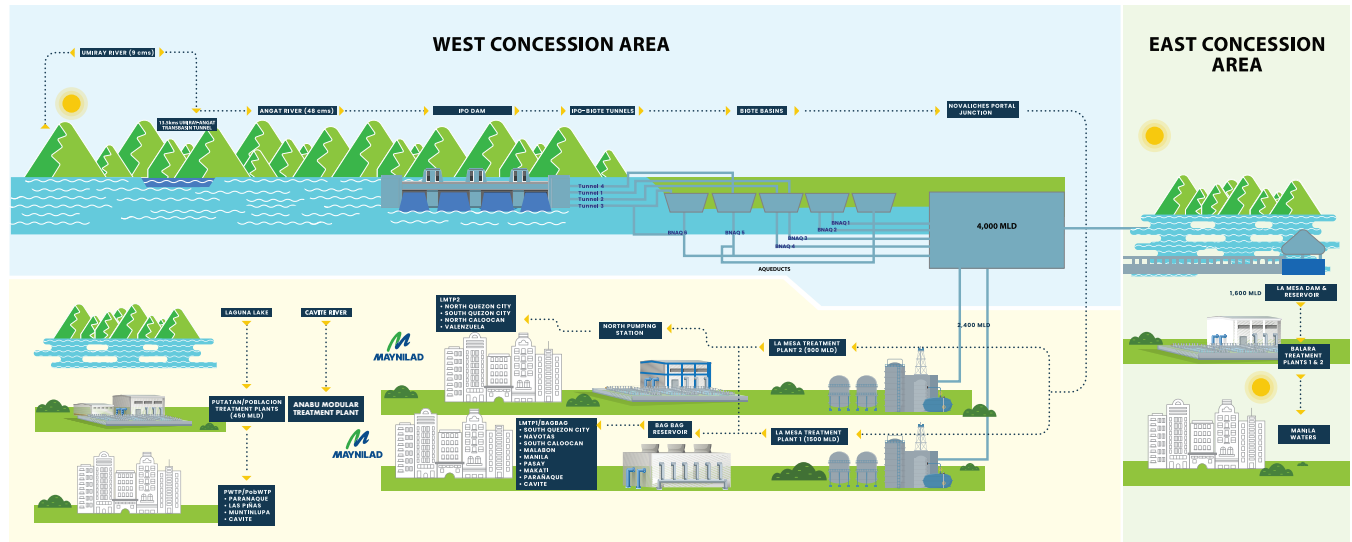 WEST CONCESSION AREA
EAST CONCESSION
AREA
UMIRAY RIVER (9 cms)
13.5kms UMIRAY-ANGAT
TRANSBASIN TUNNEL
ANGAT RIVER (46 cms)
IPO DAM
IPO-BIGTE TUNNELS
BIGTE BASINS
NOVALICHES PORTAL
JUNCTION
Tunnel 4
Tunnel 1
Tunnel 2
Tunnel 3
BNAQ 6
BNAQ 5
BNAQ 1
BNAQ 2
BNAQ 3
BNAQ 4
AQUEDUCTS
4,000 MLD
1,600 MLD
LA MESA DAM &
RESERVOIR
BALARA
TREATMENT
PLANTS 1 & 2
MANILA
WATERS
2,400 MLD
LAGUNA LAKE
CAVITE RIVER
PUTATAN/POBLACION
TREATMENT PLANTS
(450 MLD)
ANABU MODULAR
TREATMENT PLANT
PWTP/PobWTP
• PARANAQUE
• LAS PIÑAS
• MUNTINLUPA
• CAVITE
MAYNILAD
LMTP2
• NORTH QUEZON CITY
• SOUTH QUEZON CITY
• NORTH CALOOCAN
• VALENZUELA
NORTH PUMPING
STATION
LA MESA TREATMENT
PLANT 2 (900 MLD)
MAYNILAD
LMTP1/BAGBAG
• SOUTH QUEZON CITY
• NAVOTAS
• SOUTH CALOOCAN
• MALABON
• MANILA
• PASAY
• MAKATI
• PARAÑAQUE
• CAVITE
BAG BAG
RESERVOIR
LA MESA TREATMENT
PLANT 1 (1500 MLD)